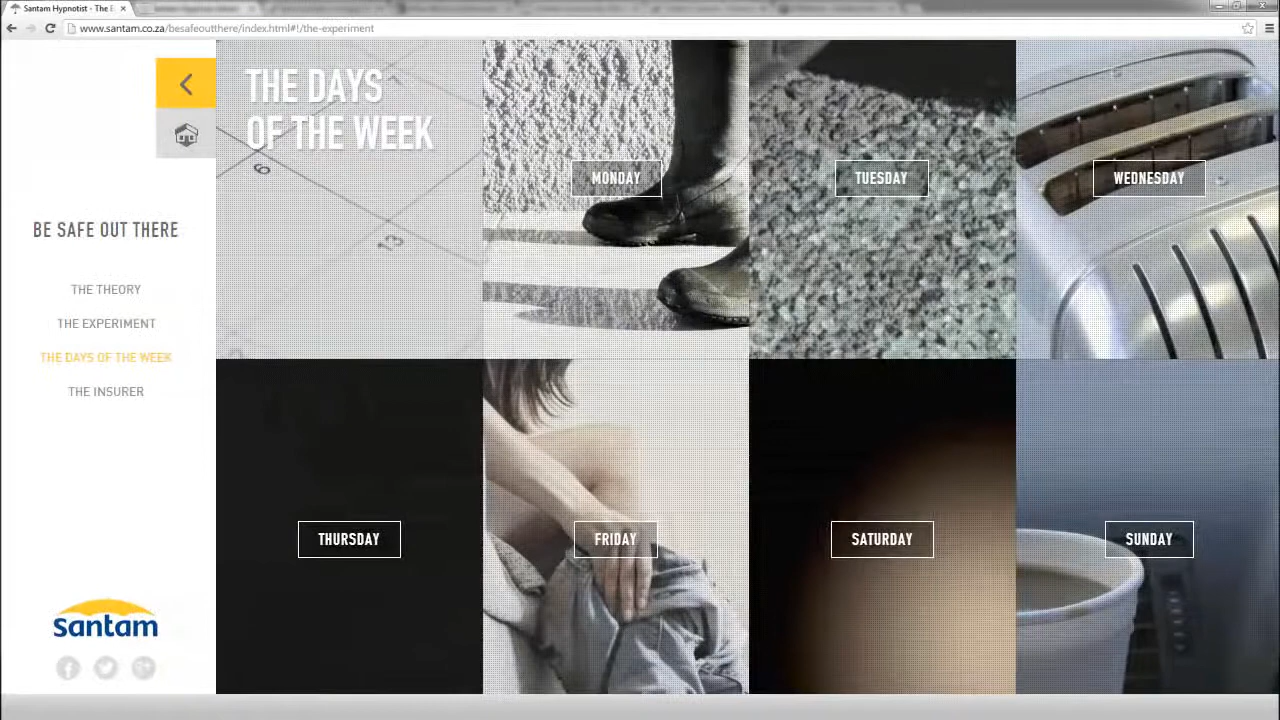 Santam Hypnotist - The E
www.santam.co.za/besafeoutthere/index.html#!/the-experiment
THE DAYS
OF THE WEEK
6
13
MONDAY
TUESDAY
WEDNESDAY
BE SAFE OUT THERE
THE THEORY
THE EXPERIMENT
THE DAYS OF THE WEEK
THE INSURER
THURSDAY
FRIDAY
SATURDAY
SUNDAY
santam